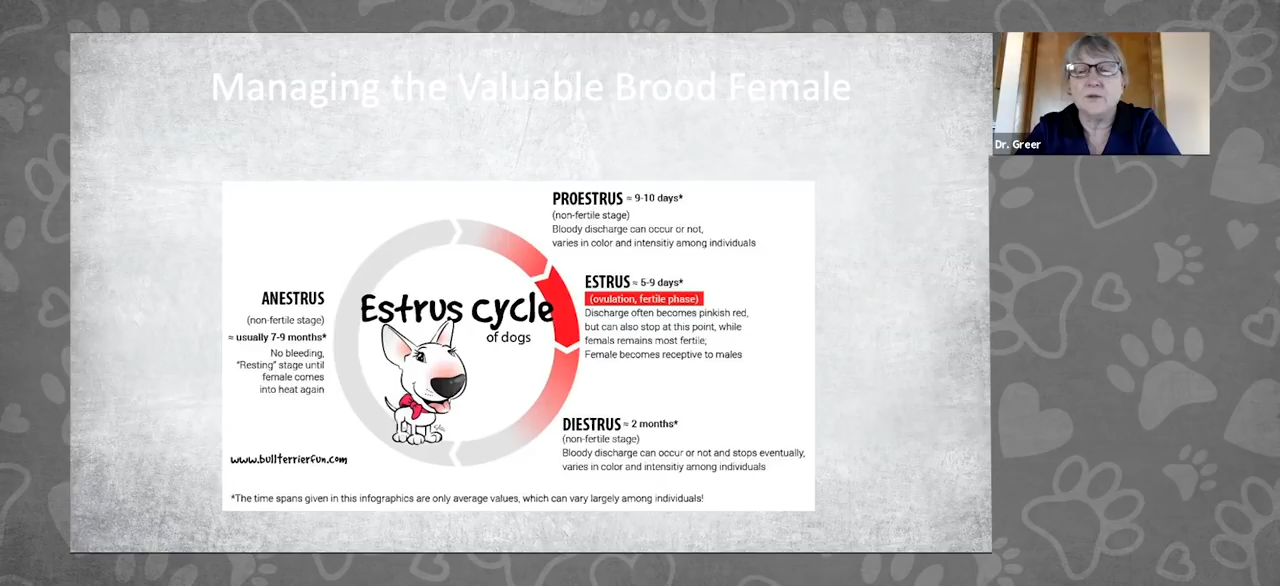 Managing the Valuable Brood Female
Dr. Greer
PROESTRUS ≈ 9-10 days*
(non-fertile stage)
Bloody discharge can occur or not,
varies in color and intensitiy among individuals
ESTRUS ≈ 5-9 days*
(ovulation, fertile phase)
Discharge often becomes pinkish red,
but can also stop at this point, while
femals remains most fertile;
Female becomes receptive to males
ANESTRUS
(non-fertile stage)
≈ usually 7-9 months*
No bleeding,
"Resting" stage until
female comes
into heat again
Estrus cycle
of dogs
DIESTRUS ≈ 2 months*
(non-fertile stage)
Bloody discharge can occur or not and stops eventually,
varies in color and intensitiy among individuals
www.bullterrierfun.com
*The time spans given in this infographics are only average values, which can vary largely among individuals!